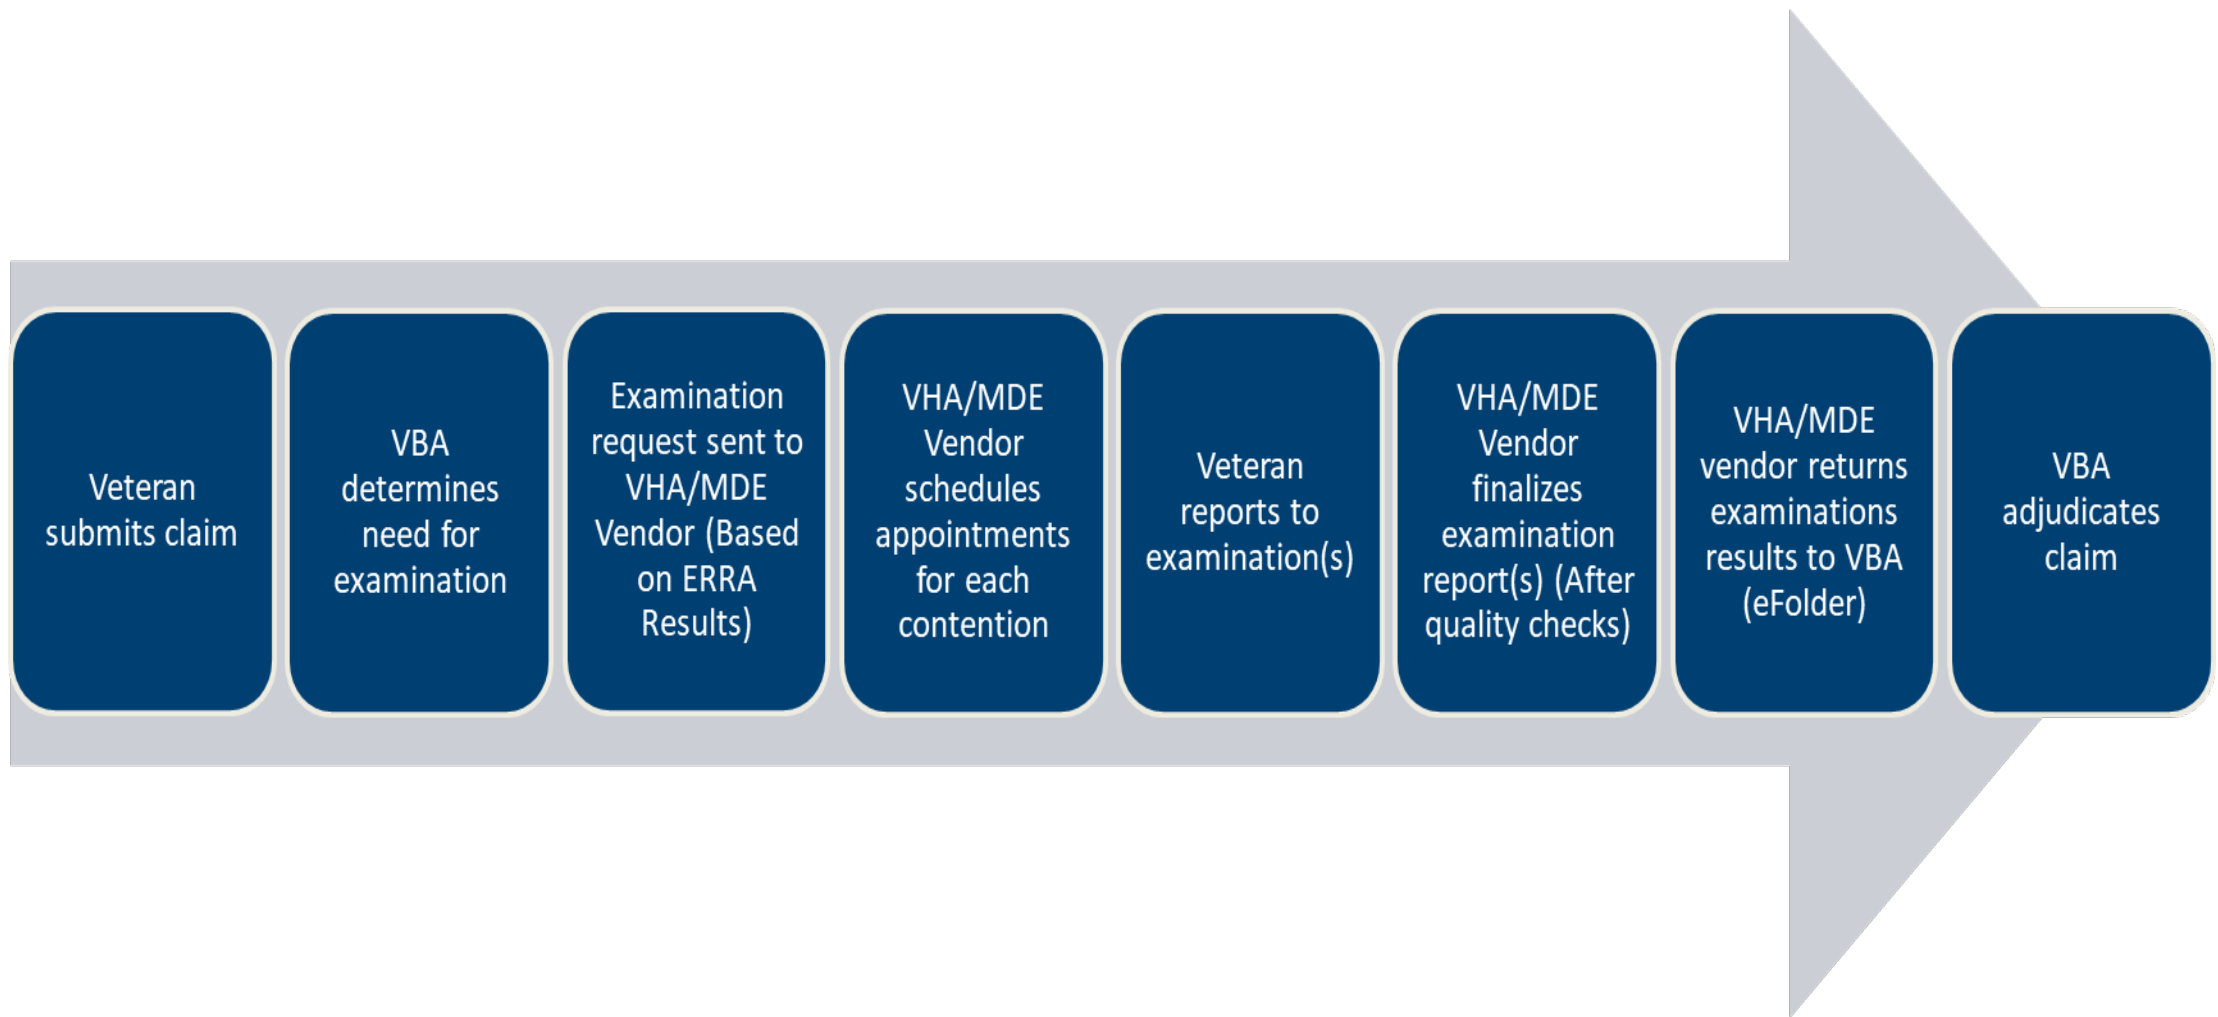 Veteran
submits claim
VBA
determines
need for
examination
Examination
request sent to
VHA/MDE
Vendor (Based
on ERRA
Results)
VHA/MDE
Vendor
schedules
appointments
for each
contention
Veteran
reports to
examination(s)
VHA/MDE
Vendor
finalizes
examination
report(s) (After
quality checks)
VHA/MDE
vendor returns
examinations
results to VBA
(eFolder)
VBA
adjudicates
claim